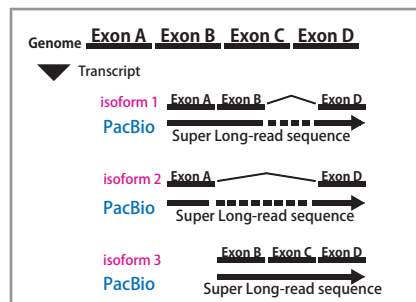 Genome Exon A Exon B Exon C Exon D
Transcript
isoform 1 Exon A Exon B Exon D
PacBio
Super Long-read sequence
isoform 2 Exon A Exon D
PacBio
Super Long-read sequence
isoform 3 Exon B Exon C Exon D
PacBio
Super Long-read sequence